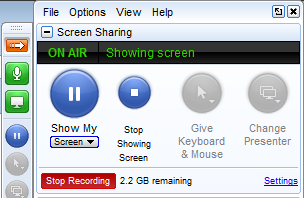 File Options View Help
Screen Sharing
ON AIR Showing screen
Show My
Screen
Stop
Showing
Screen
Give
Keyboard
& Mouse
Change
Presenter
Stop Recording 2.2 GB remaining Settings